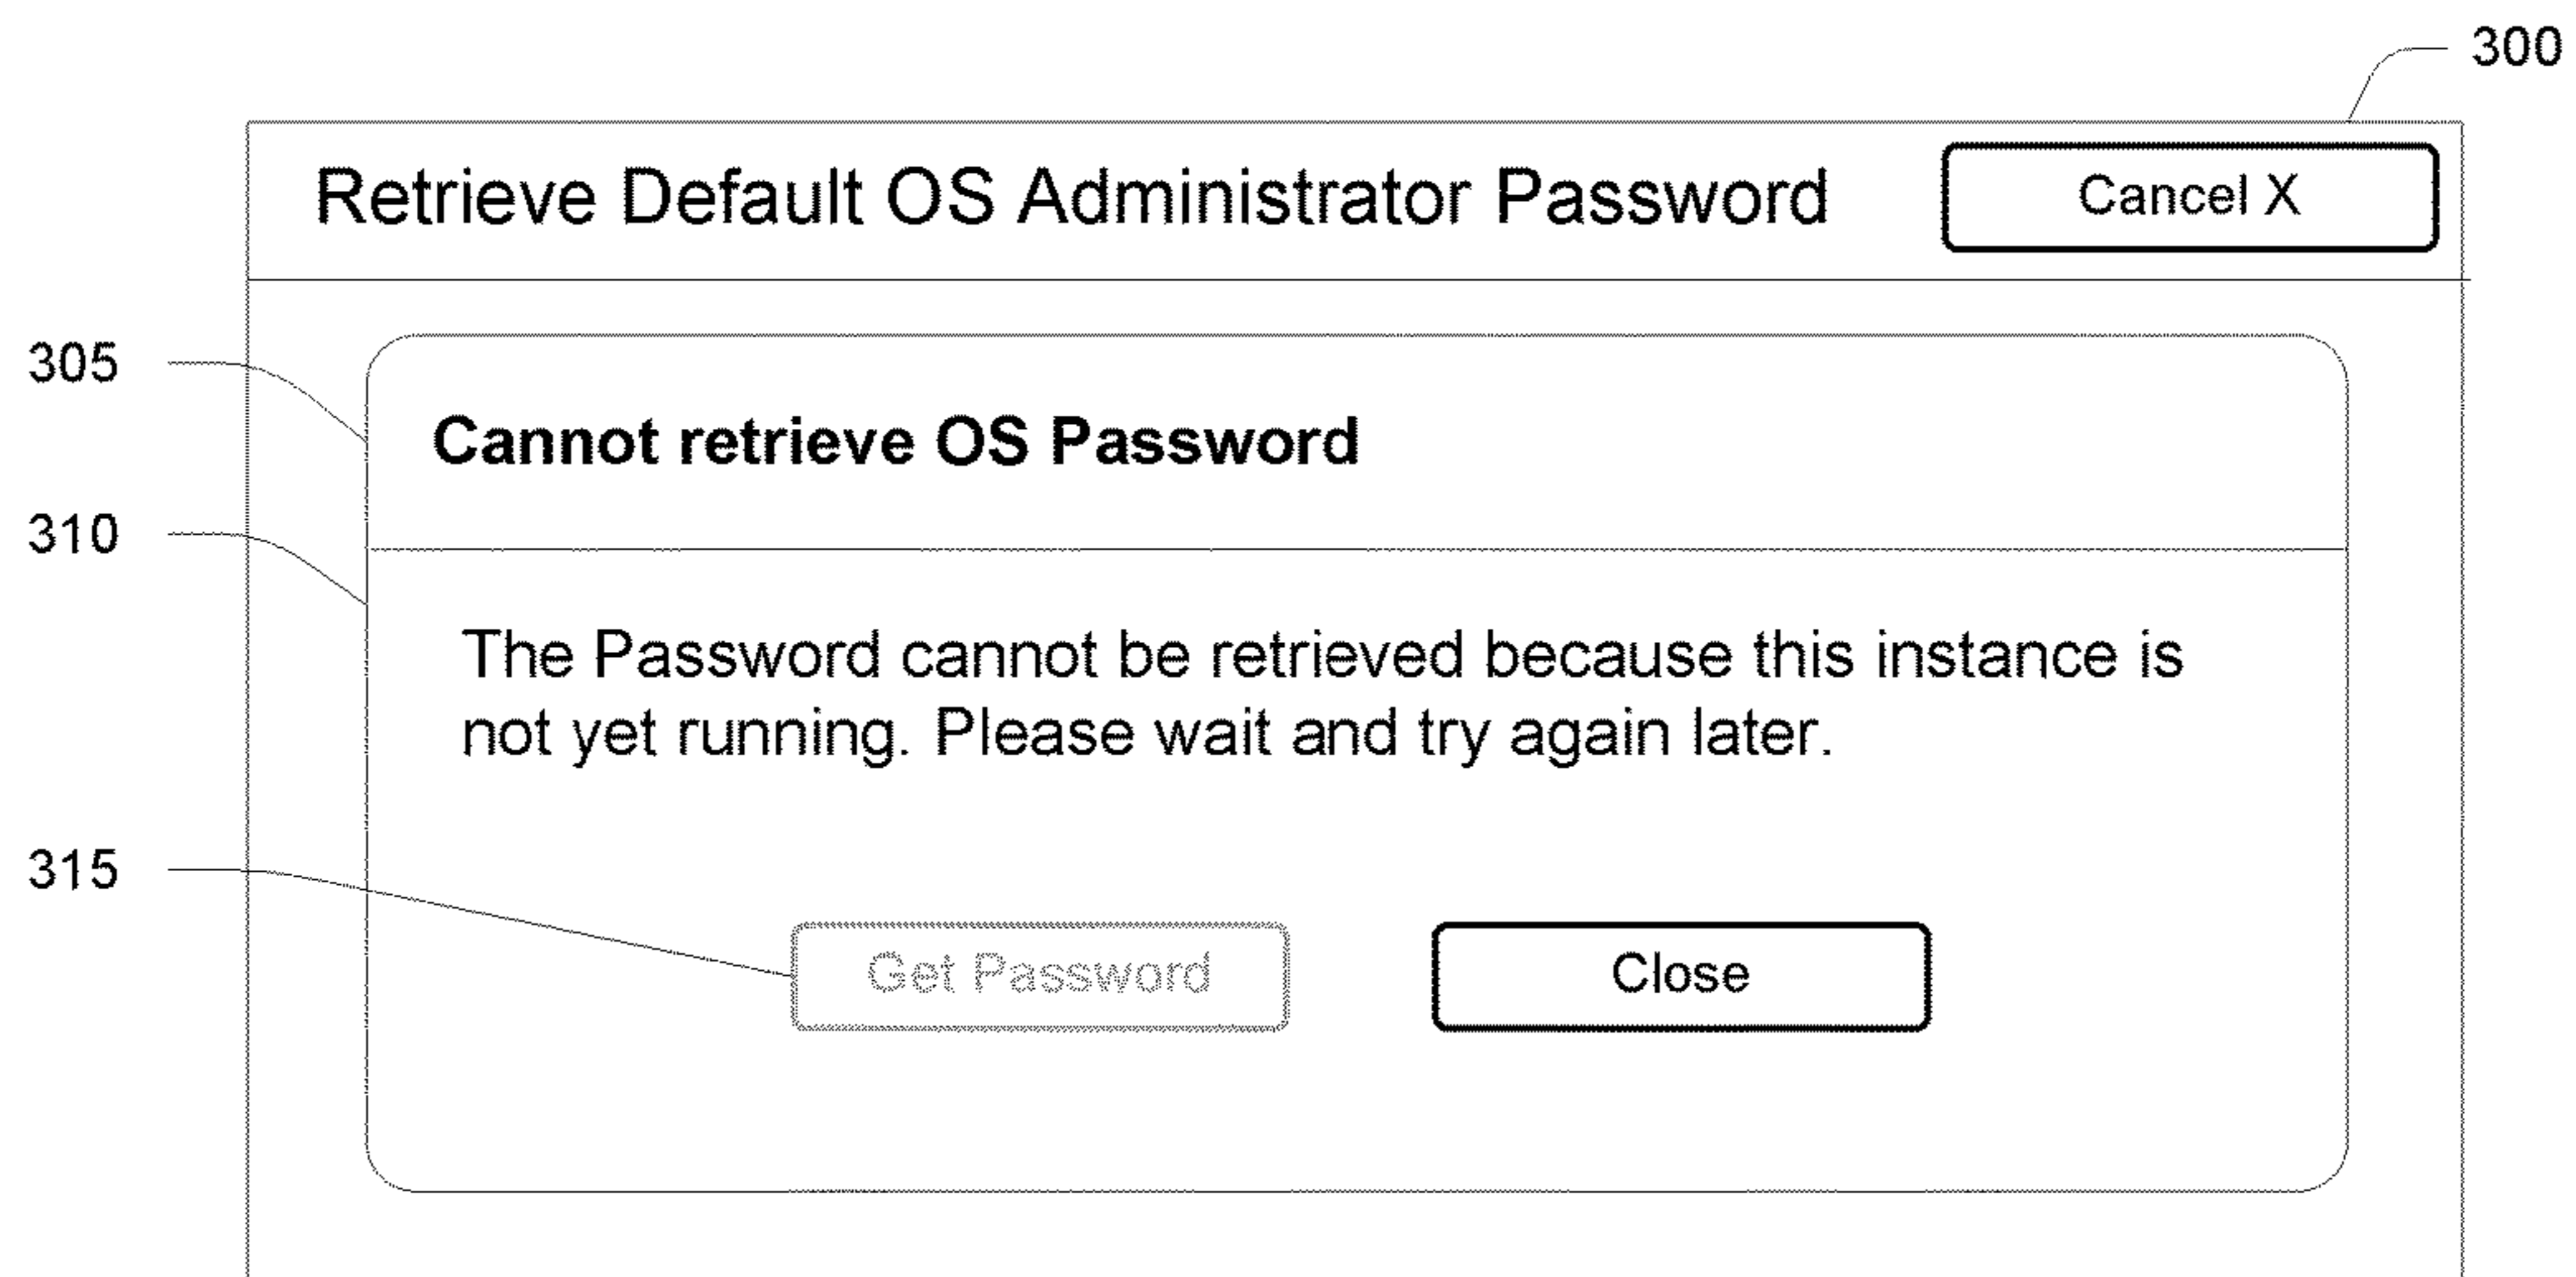 300
Retrieve Default OS Administrator Password
Cancel X
305
Cannot retrieve OS Password
310
The Password cannot be retrieved because this instance is
not yet running. Please wait and try again later.
315
Get Password
Close